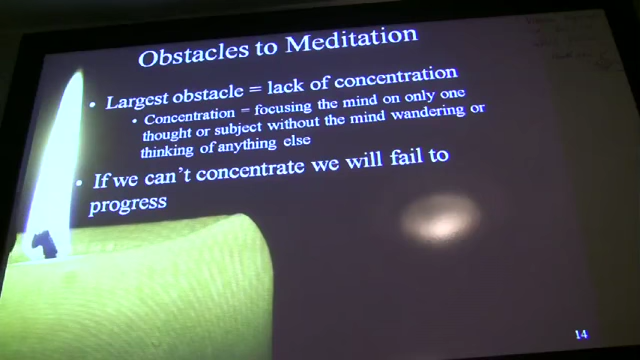 Obstacles to Meditation
• Largest obstacle = lack of concentration
• Concentration = focusing the mind on only one
thought or subject without the mind wandering or
thinking of anything else
• If we can't concentrate we will fail to
progress
14